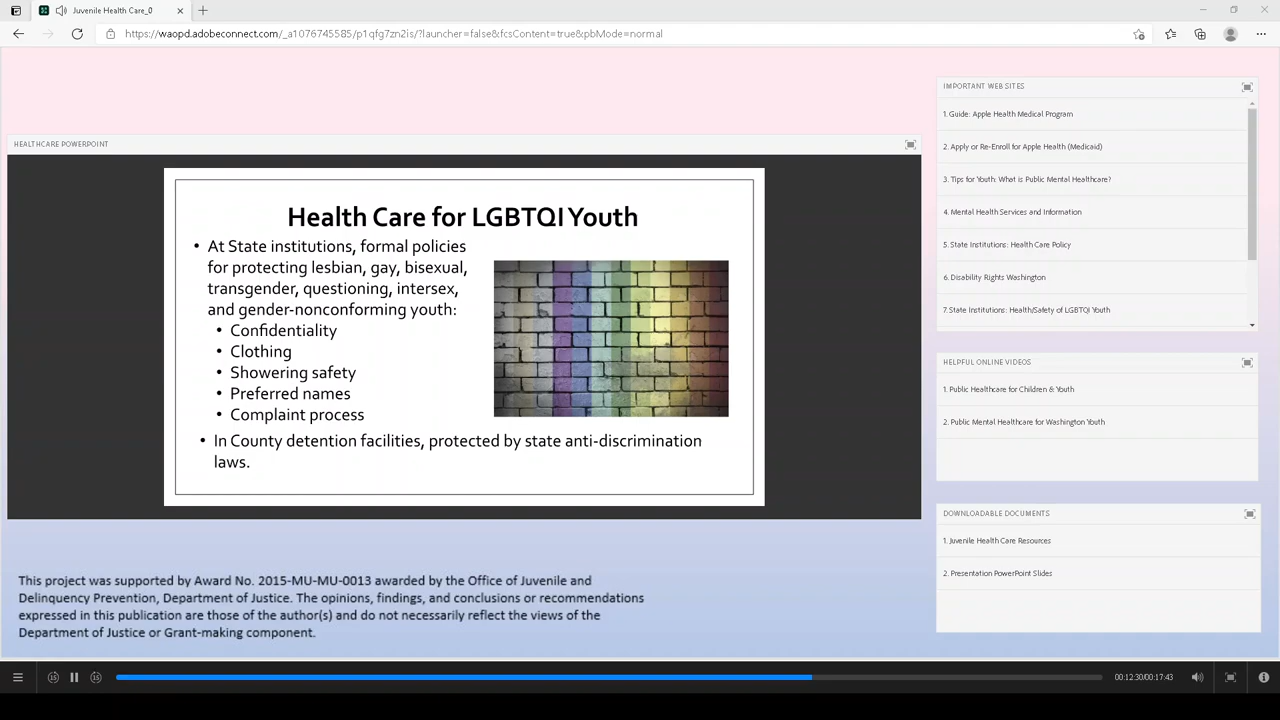 Juvenile Health Care_0
https://waopd.adobeconnect.com/_a1076745585/p1qfg7zn2is/?launcher=false&fcsContent=true&pbMode=normal
HEALTHCARE POWERPOINT
Health Care for LGBTQI Youth
• At State institutions, formal policies
for protecting lesbian, gay, bisexual,
transgender, questioning, intersex,
and gender-nonconforming youth:
• Confidentiality
• Clothing
• Showering safety
• Preferred names
• Complaint process
• In County detention facilities, protected by state anti-discrimination
laws.
This project was supported by Award No. 2015-MU-MU-0013 awarded by the Office of Juvenile and
Delinquency Prevention, Department of Justice. The opinions, findings, and conclusions or recommendations
expressed in this publication are those of the author(s) and do not necessarily reflect the views of the
Department of Justice or Grant-making component.
IMPORTANT WEB SITES
1. Guide: Apple Health Medical Program
2. Apply or Re-Enroll for Apple Health (Medicaid)
3. Tips for Youth: What is Public Mental Healthcare?
4. Mental Health Services and Information
5. State Institutions: Health Care Policy
6. Disability Rights Washington
7. State Institutions: Health/Safety of LGBTQI Youth
HELPFUL ONLINE VIDEOS
1. Public Healthcare for Children & Youth
2. Public Mental Healthcare for Washington Youth
DOWNLOADABLE DOCUMENTS
1. Juvenile Health Care Resources
2. Presentation PowerPoint Slides
15
15
00:12:30/00:17:43